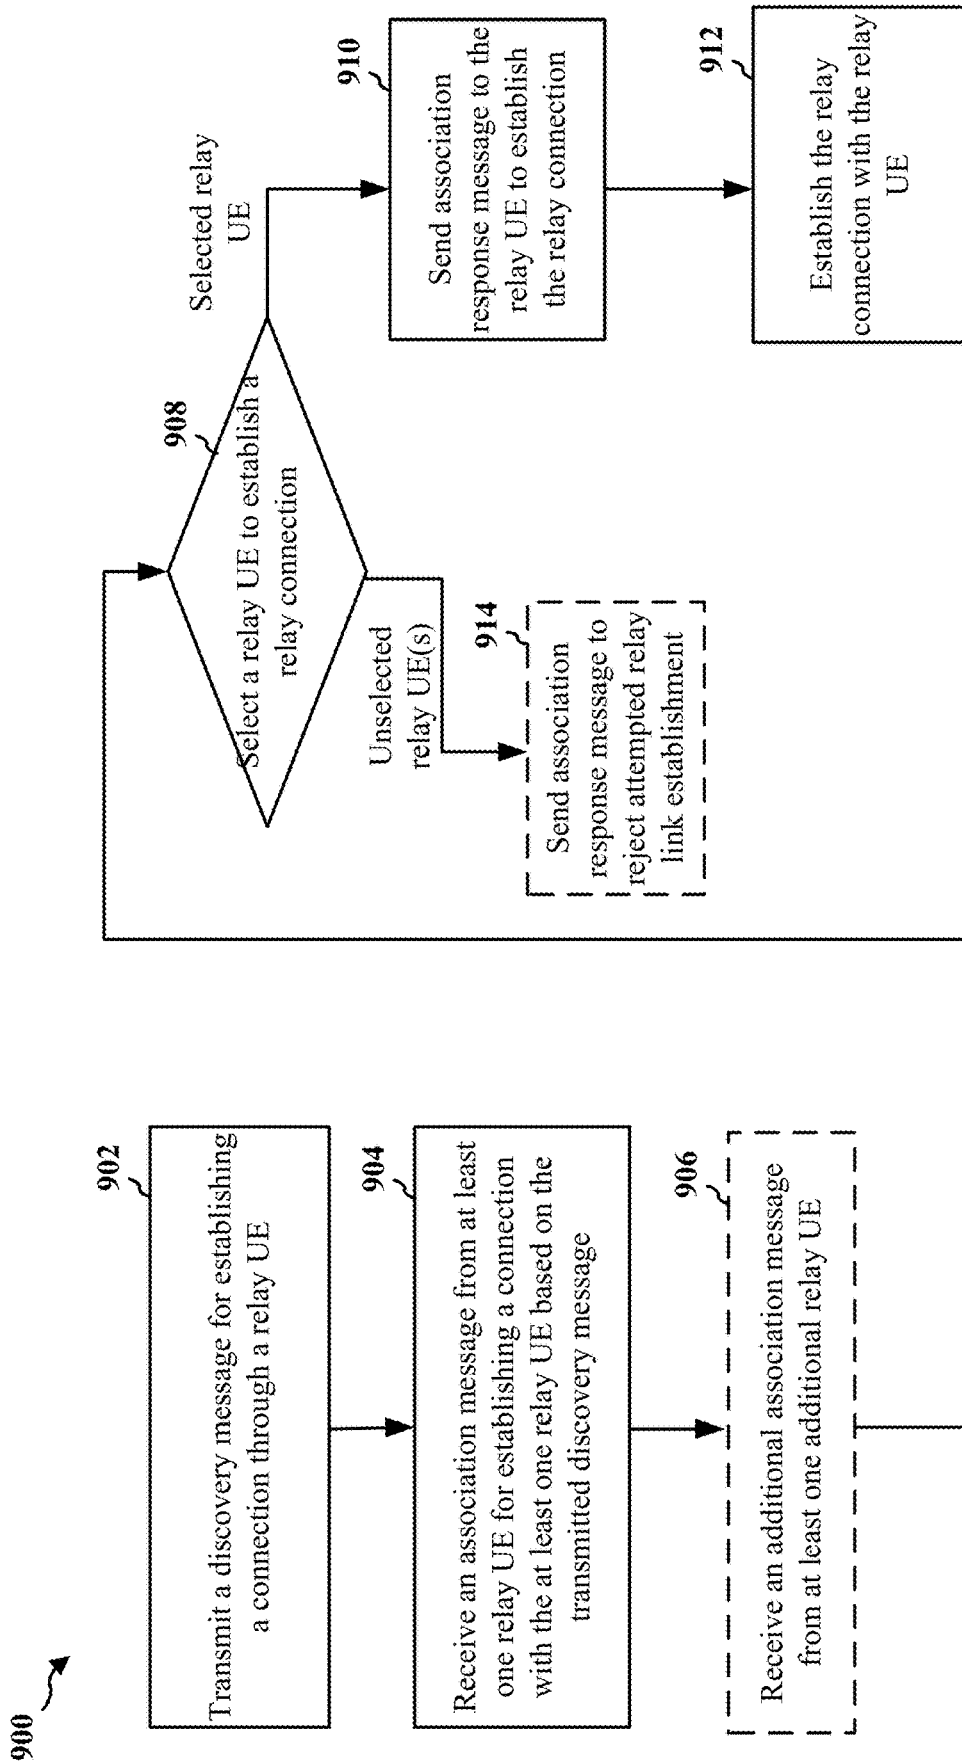 900
902
Transmit a discovery message for establishing
a connection through a relay UE
904
Receive an association message from at least
one relay UE for establishing a connection
with the at least one relay UE based on the
transmitted discovery message
906
Receive an additional association message
from at least one additional relay UE
908
Select a relay UE to establish a
relay connection
Selected relay
UE
910
Send association
response message to the
relay UE to establish
the relay connection
912
Establish the relay
connection with the relay
UE
Unselected
relay UE(s)
914
Send association
response message to
reject attempted relay
link establishment